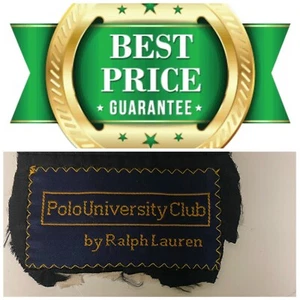 BEST
PRICE
GUARANTEE
PoloUniversity Club
by Ralph Lauren